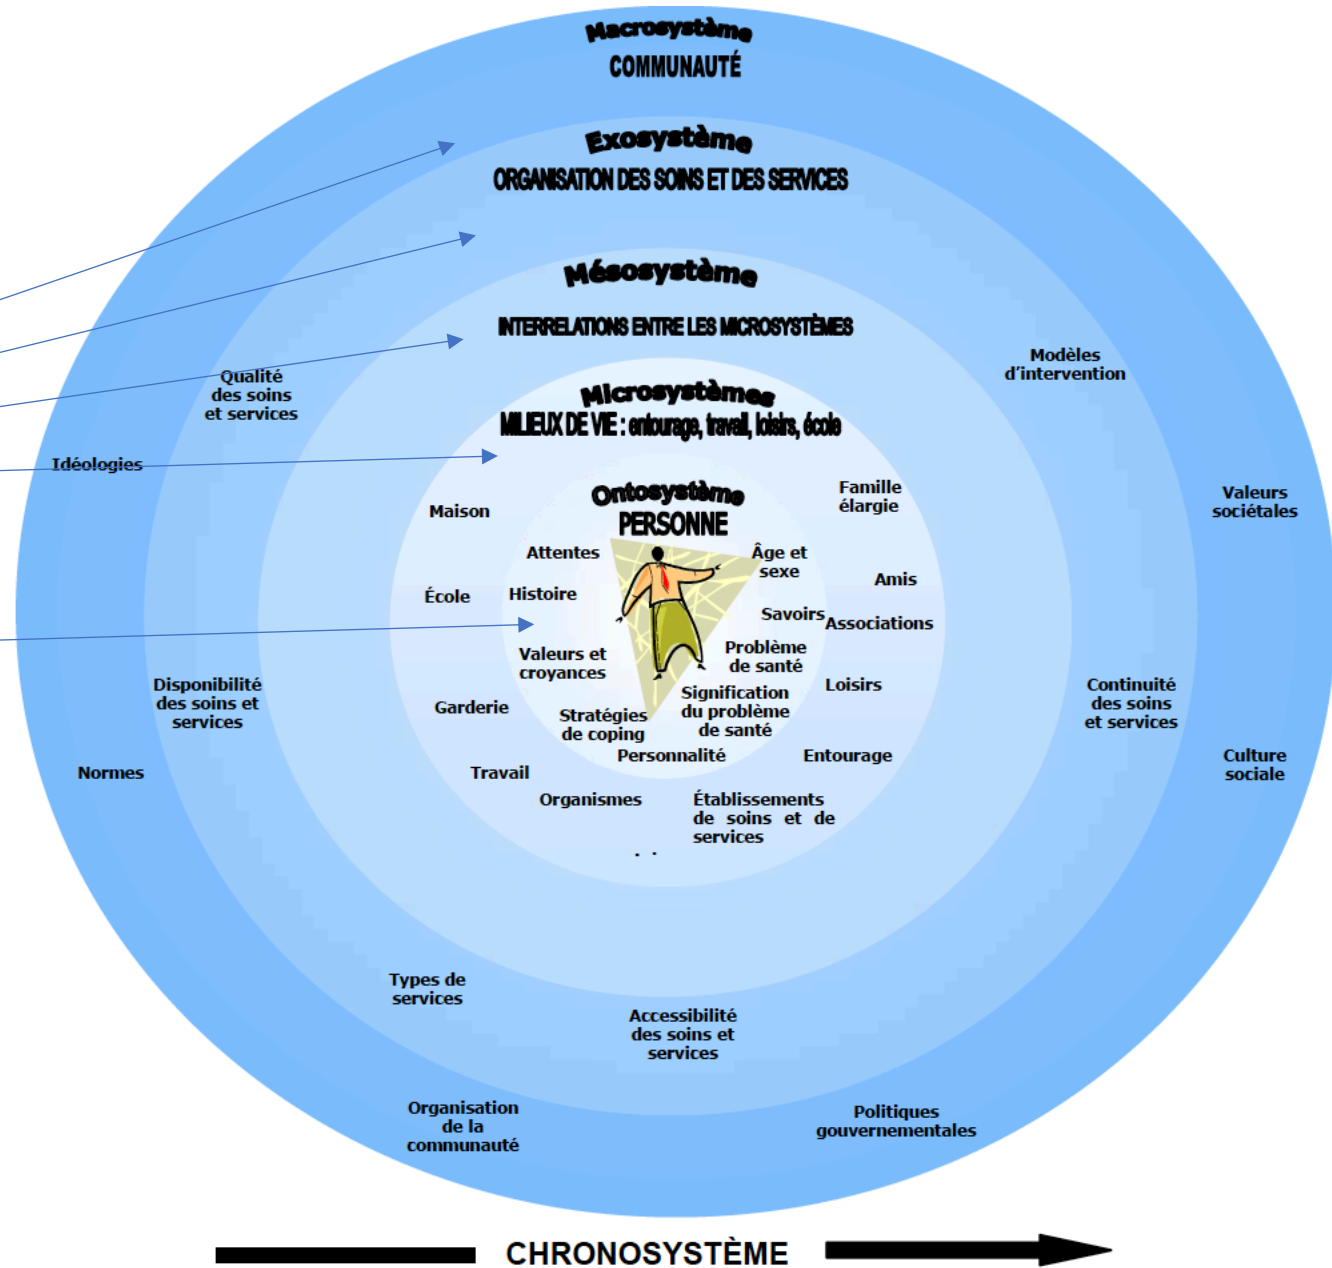 Macrosystème
COMMUNAUTÉ
Exosystème
ORGANISATION DES SOINS ET DES SERVICES
Mésosystème
INTERRELATIONS ENTRE LES MICROSYSTÈMES
Modèles
d'intervention
Qualité
des soins
et services
Microsystèmes
MILIEUX DE VIE : entourage, travail, loisirs, école
Idéologies
Valeurs
sociétales
Ontosystème
PERSONNE
Famille
élargie
Maison
Attentes
Âge et
sexe
Amis
École
Histoire
Savoirs
Associations
Valeurs et
croyances
Problème
de santé
Disponibilité
des soins et
services
Signification
du problème
de santé
Loisirs
Continuité
des soins
et services
Garderie
Stratégies
de coping
Personnalité
Entourage
Normes
Travail
Culture
sociale
Organismes
Établissements
de soins et de
services
. .
Types de
services
Accessibilité
des soins et
services
Organisation
de la
communauté
Politiques
gouvernementales
CHRONOSYSTÈME